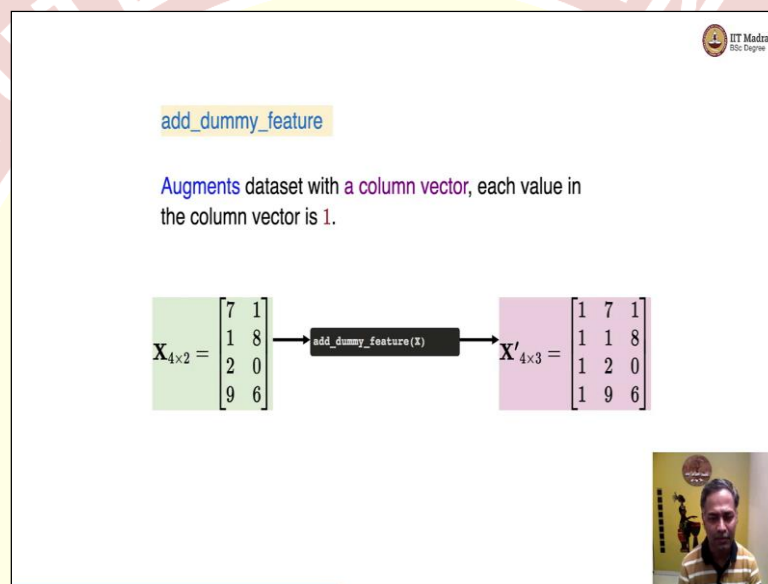 IIT Madra
BSc Degree
add_dummy_feature
Augments dataset with a column vector, each value in
the column vector is 1.
X4×2 = [7 1
1 8
2 0
9 6]
add_dummy_feature(X)
X′4×3 = [1 7 1
1 1 8
1 2 0
1 9 6]